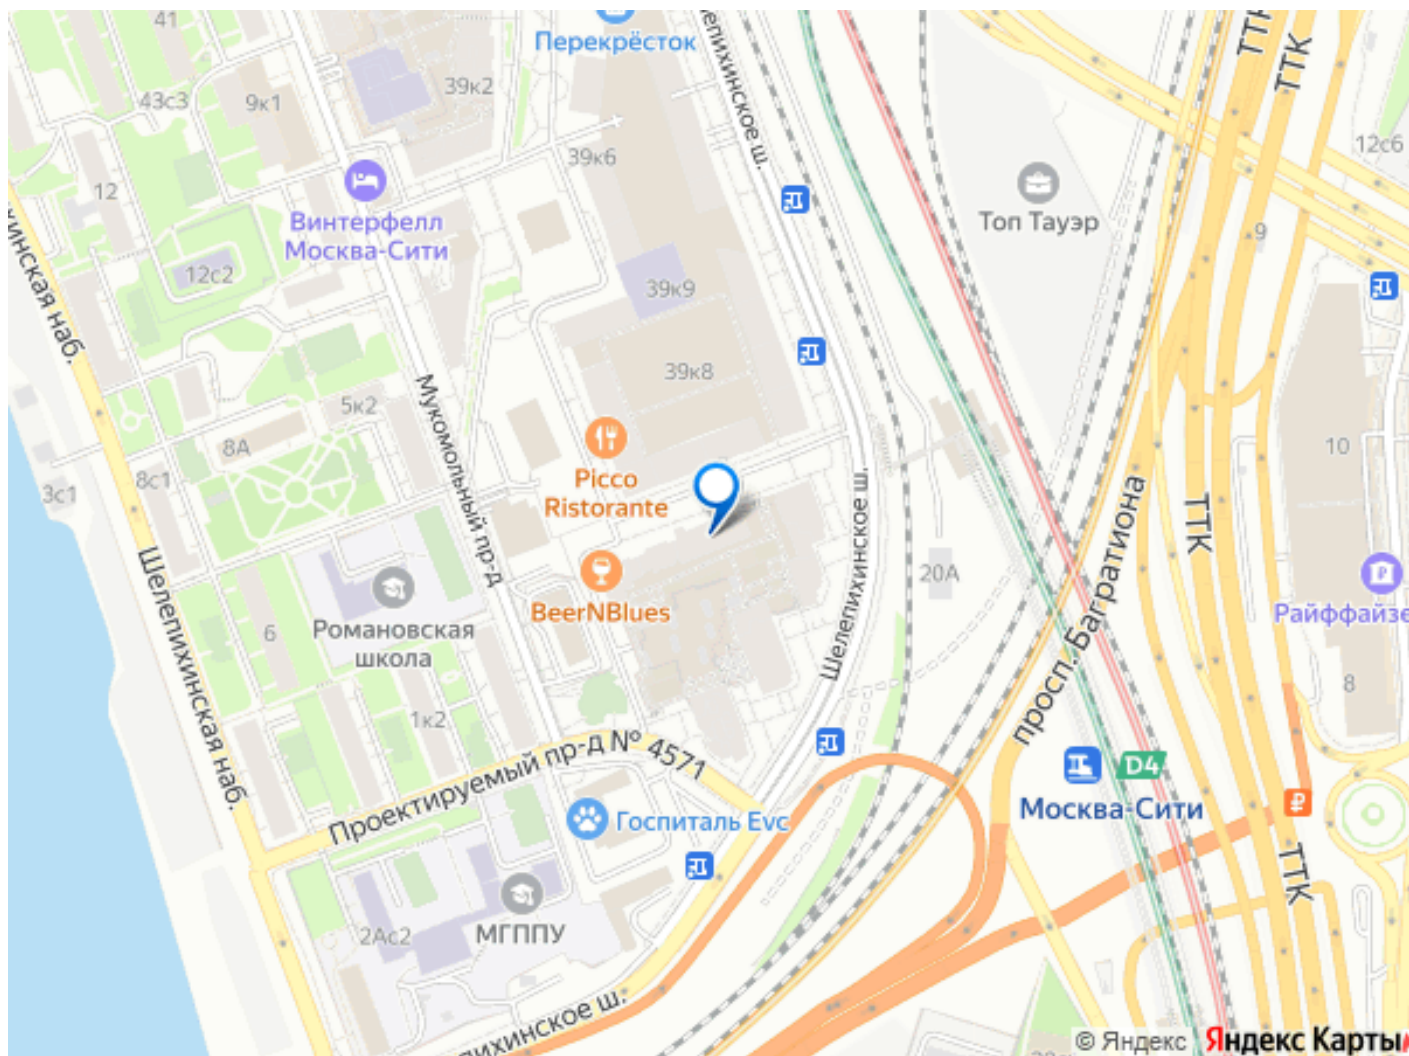 41
Перекрёсток
Шелепихинское ш.
ТТК
ТТК
43с3
9к1
39к2
39к6
12с6
12
Винтерфелл
Москва-Сити
Топ Тауэр
9
12с2
39к9
наб.
39к8
Мукомольный пр-д
5к2
8А
8с1
3с1
Picco
Ristorante
10
Шелепихинское ш.
просп. Багратиона
ТТК
Шелепихинская наб.
BeerNBlues
20А
Романовская
школа
6
Райффайзе
8
1к2
Проектируемый пр-д № 4571
D4
Москва-Сити
Госпиталь Evc
₽
ТТК
МГППУ
2Ас2
© Яндекс
Яндекс Карты